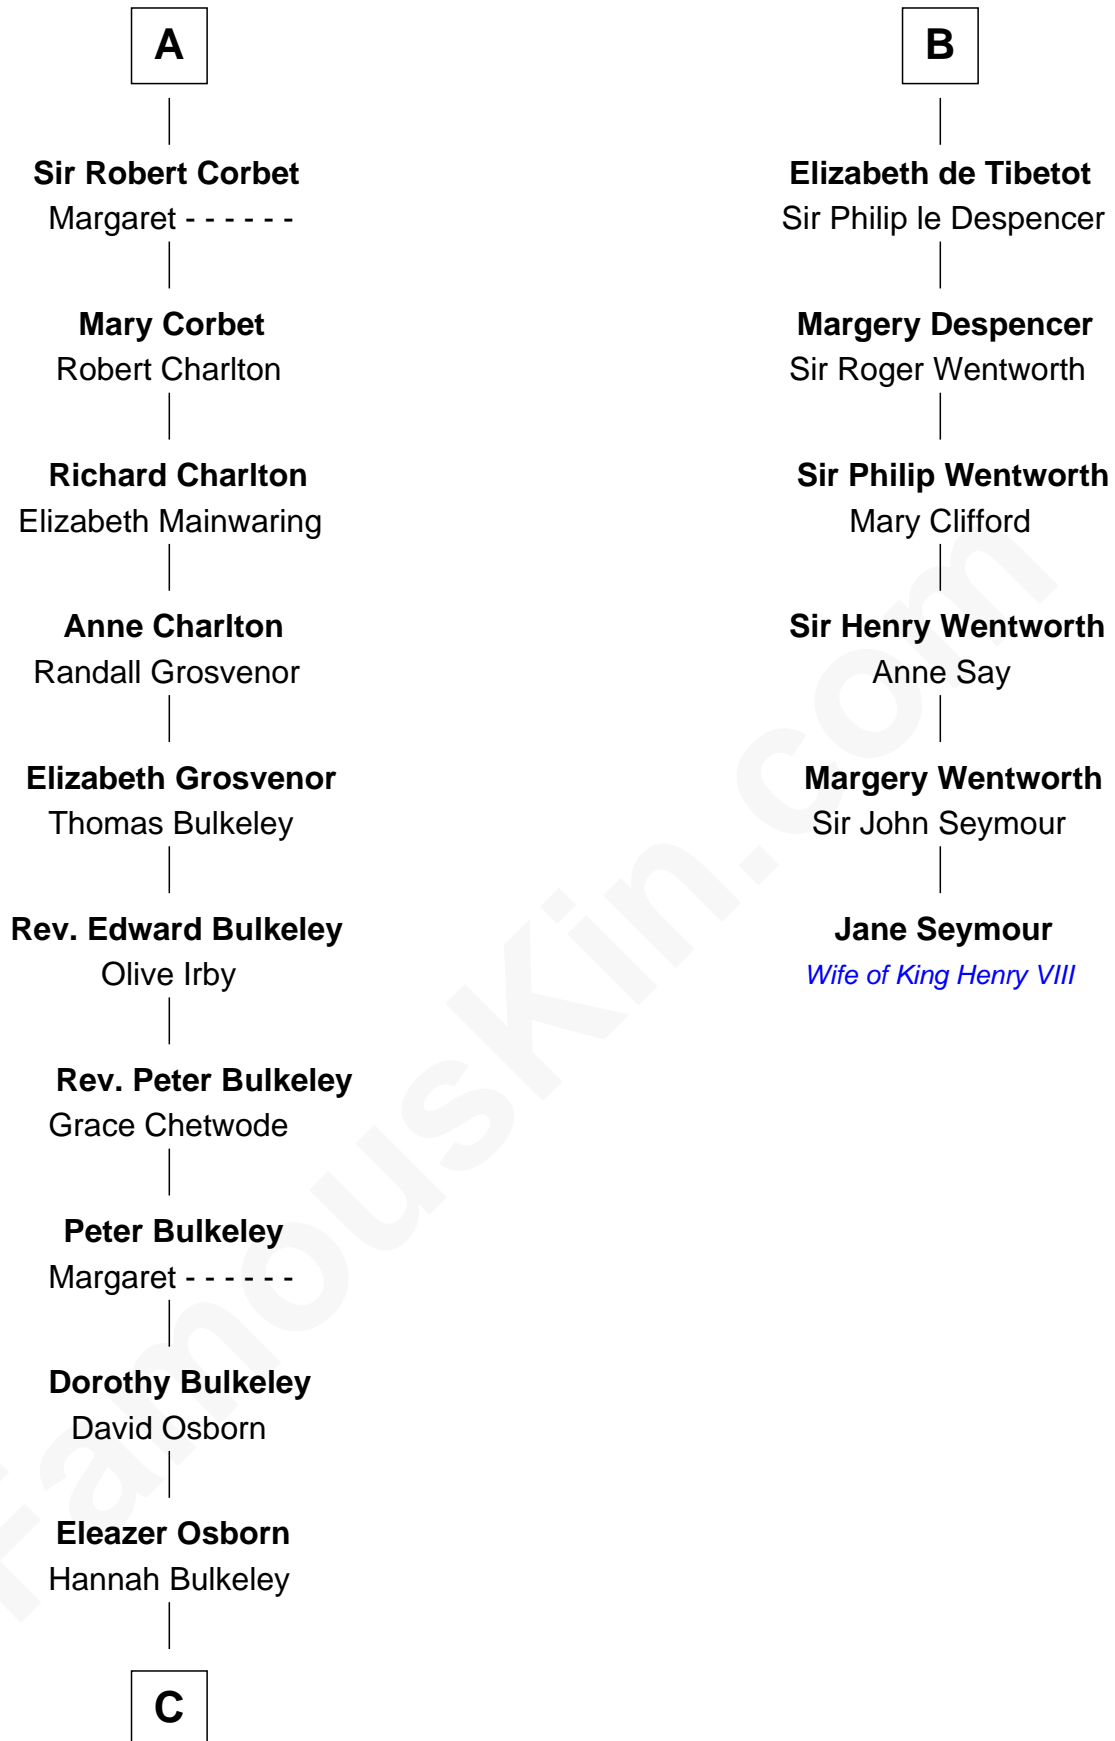 A
Sir Robert Corbet
Margaret - - - - - -
Mary Corbet
Robert Charlton
Richard Charlton
Elizabeth Mainwaring
Anne Charlton
Randall Grosvenor
Elizabeth Grosvenor
Thomas Bulkeley
Rev. Edward Bulkeley
Olive Irby
Rev. Peter Bulkeley
Grace Chetwode
Peter Bulkeley
Margaret - - - - - -
Dorothy Bulkeley
David Osborn
Eleazer Osborn
Hannah Bulkeley
C
B
Elizabeth de Tibetot
Sir Philip le Despencer
Margery Despencer
Sir Roger Wentworth
Sir Philip Wentworth
Mary Clifford
Sir Henry Wentworth
Anne Say
Margery Wentworth
Sir John Seymour
Jane Seymour
Wife of King Henry VIII
FamousKin.com